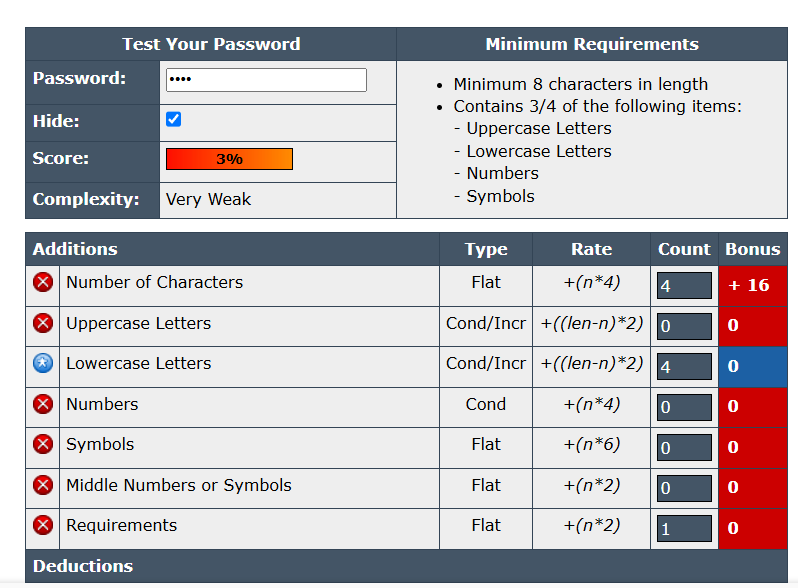 Test Your Password
Minimum Requirements
Password: ••••
• Minimum 8 characters in length
• Contains 3/4 of the following items:
- Uppercase Letters
- Lowercase Letters
- Numbers
- Symbols
Hide:
Score: 3%
Complexity: Very Weak
Additions Type Rate Count Bonus
Number of Characters Flat +(n*4) 4 + 16
Uppercase Letters Cond/Incr +((len-n)*2) 0 0
Lowercase Letters Cond/Incr +((len-n)*2) 4 0
Numbers Cond +(n*4) 0 0
Symbols Flat +(n*6) 0 0
Middle Numbers or Symbols Flat +(n*2) 0 0
Requirements Flat +(n*2) 1 0
Deductions